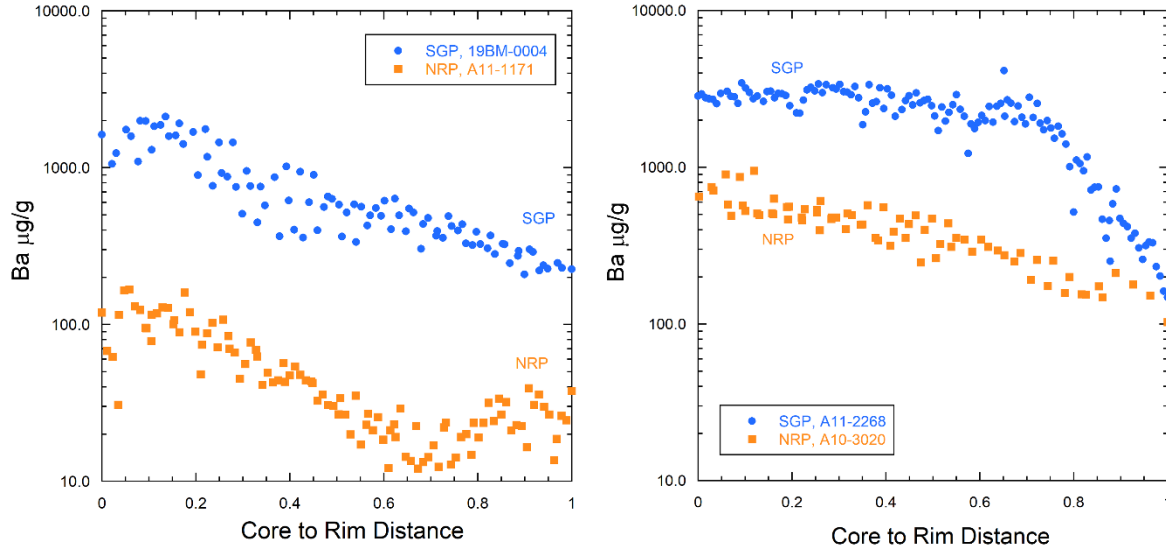 10000.0
1000.0
100.0
10.0
Ba µg/g
SGP, 19BM-0004
NRP, A11-1171
SGP
NRP
0
0.2
0.4
0.6
0.8
1
Core to Rim Distance
10000.0
1000.0
100.0
10.0
Ba µg/g
SGP
NRP
SGP, A11-2268
NRP, A10-3020
0
0.2
0.4
0.6
0.8
1
Core to Rim Distance